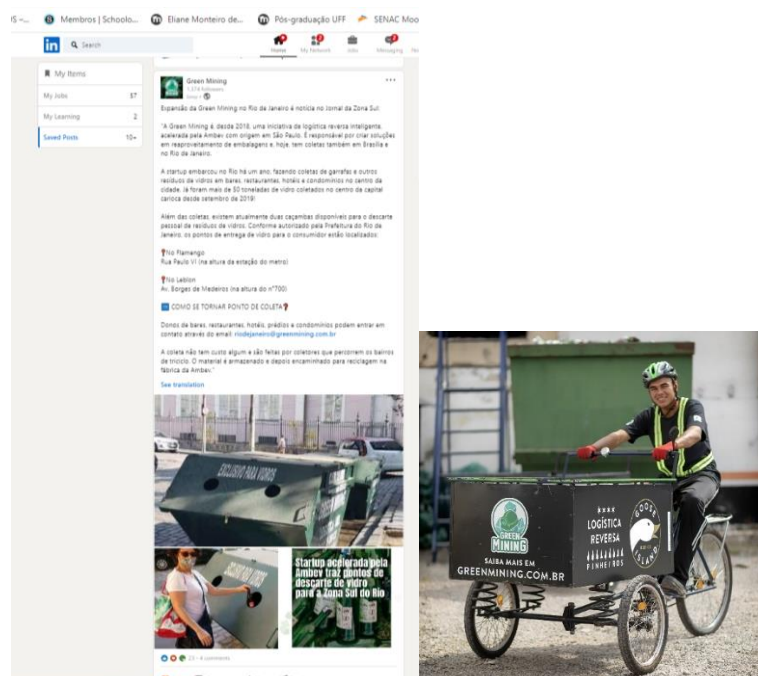 Membros | Schoolo...
Eliane Monteiro de...
Pós-graduação UFF
SENAC Moo
in
Search
Home
My Network
Jobs
Messaging
My Items
My Jobs
57
My Learning
2
Saved Posts
10+
Green Mining
Expansão da Green Mining no Rio de Janeiro é notícia no Jornal da Zona Sul:
"A Green Mining é, desde 2018, uma iniciativa de logística reversa inteligente,
acelerada pela Ambev com origem em São Paulo. É responsável por criar soluções
em reaproveitamento de embalagens e, hoje, tem coletas também em Brasília e
no Rio de Janeiro.
A startup embarcou no Rio há um ano, fazendo coletas de garrafas e outros
resíduos de vidros em bares, restaurantes, hotéis e condomínios no centro da
cidade. Já foram mais de 50 toneladas de vidro coletados no centro da capital
carioca desde setembro de 2019!
Além das coletas, existem atualmente duas caçambas disponíveis para o descarte
pessoal de resíduos de vidros. Conforme autorizado pela Prefeitura do Rio de
Janeiro, os pontos de entrega de vidro para o consumidor estão localizados:
No Flamengo
Rua Paulo VI (na altura da estação do metro)
No Leblon
Av. Borges de Medeiros (na altura do n°700)
COMO SE TORNAR PONTO DE COLETA
Donos de bares, restaurantes, hotéis, prédios e condomínios podem entrar em
contato através do email: riodejaneiro@greenmining.com.br
A coleta não tem custo algum e são feitas por coletores que percorrem os bairros
de triciclo. O material é armazenado e depois encaminhado para reciclagem na
fábrica da Ambev."
See translation
EXCLUSIVO PARA VIDROS
Startup acelerada pela
Ambev traz pontos de
descarte de vidro
para a Zona Sul do Rio
23 · 4 comments
GREEN
MINING
SAIBA MAIS EM
GREENMINING.COM.BR
LOGÍSTICA
REVERSA
PINHEIROS
GOOSE
ISLAND